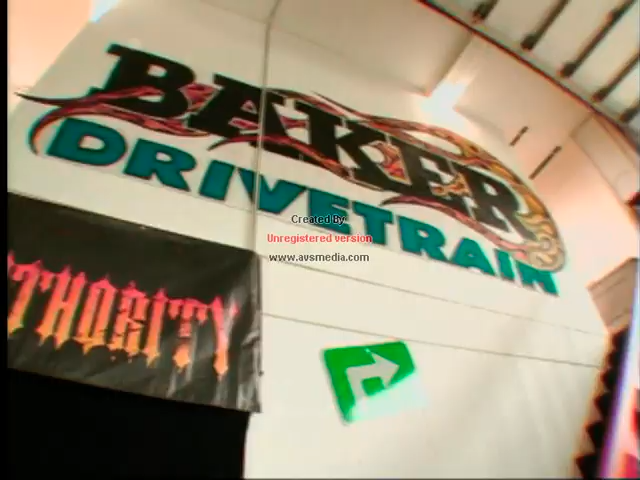 BAKER
DRIVETRAIN
Created By:
Unregistered version
www.avsmedia.com
THORITY